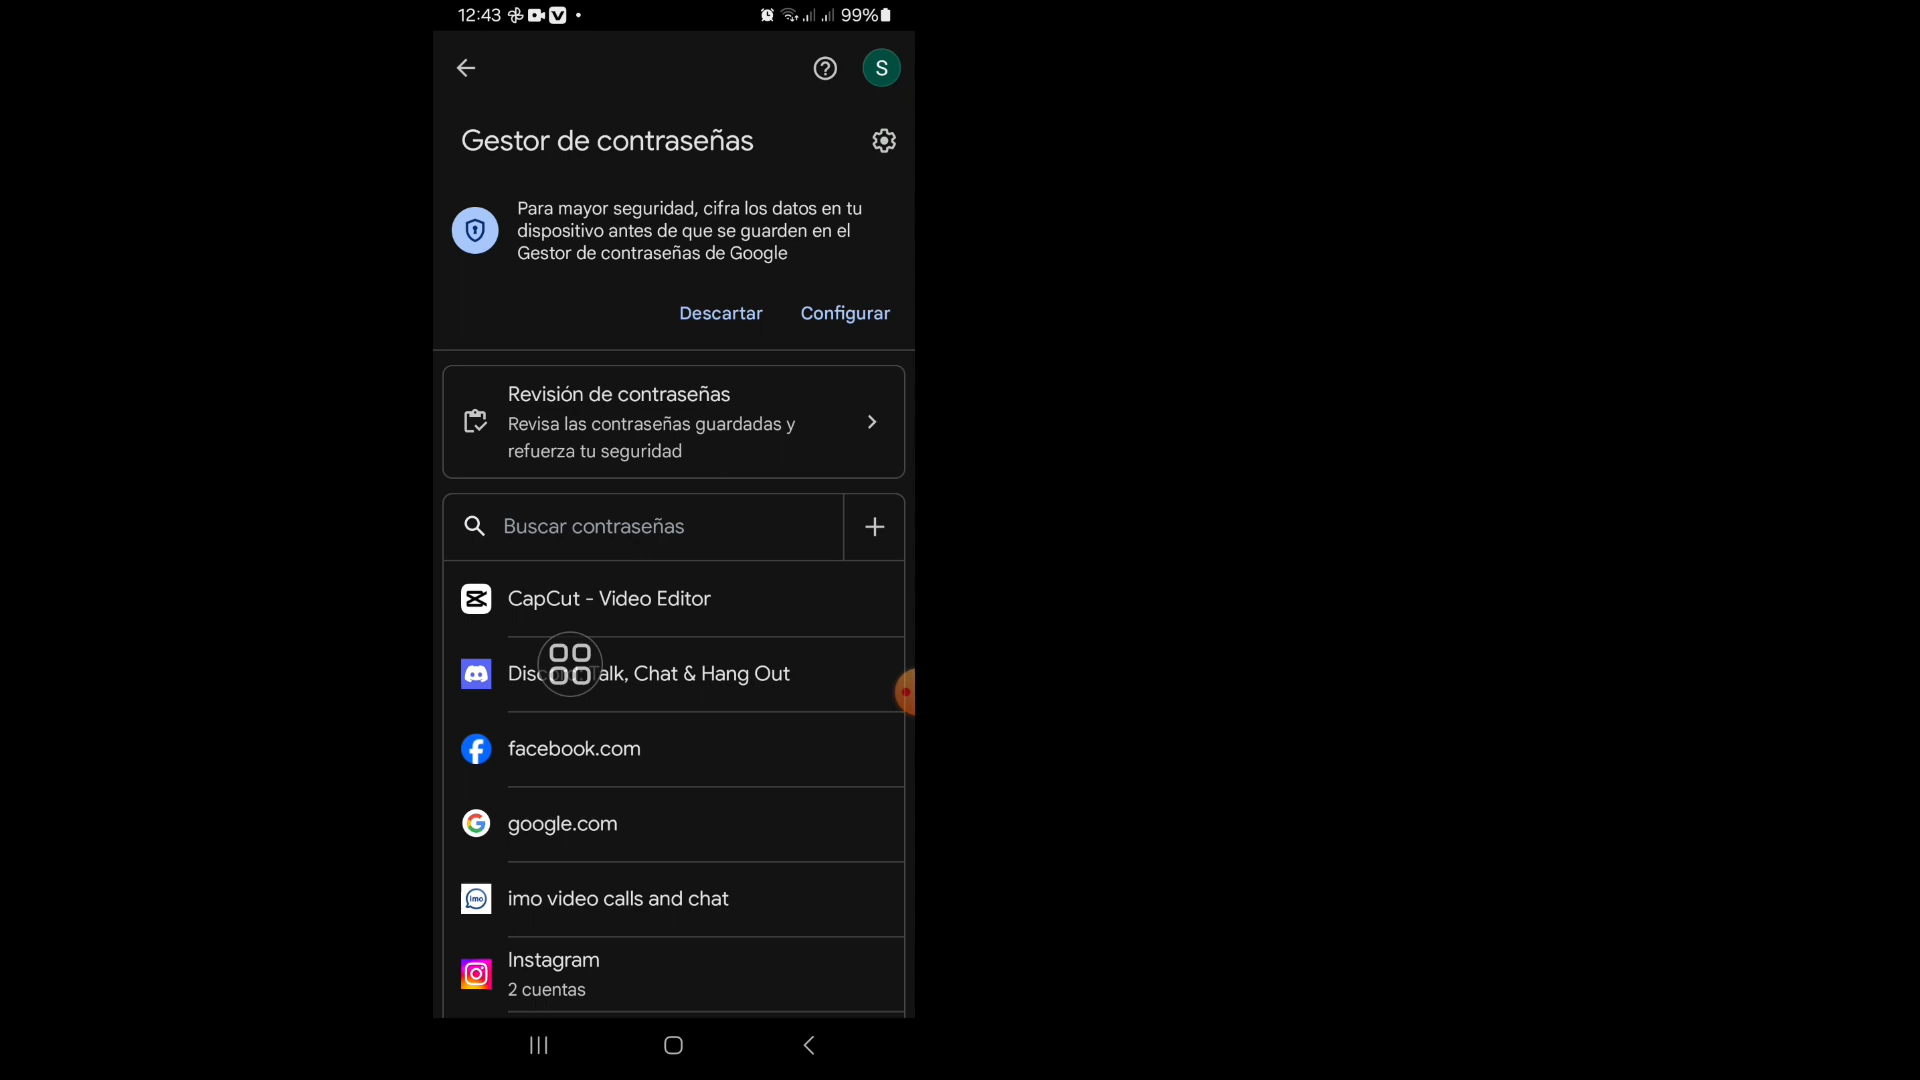 12:43
99%
S
Gestor de contraseñas
Para mayor seguridad, cifra los datos en tu
dispositivo antes de que se guarden en el
Gestor de contraseñas de Google
Descartar
Configurar
Revisión de contraseñas
Revisa las contraseñas guardadas y
refuerza tu seguridad
Buscar contraseñas
CapCut - Video Editor
Discord: Talk, Chat & Hang Out
facebook.com
google.com
imo
imo video calls and chat
Instagram
2 cuentas